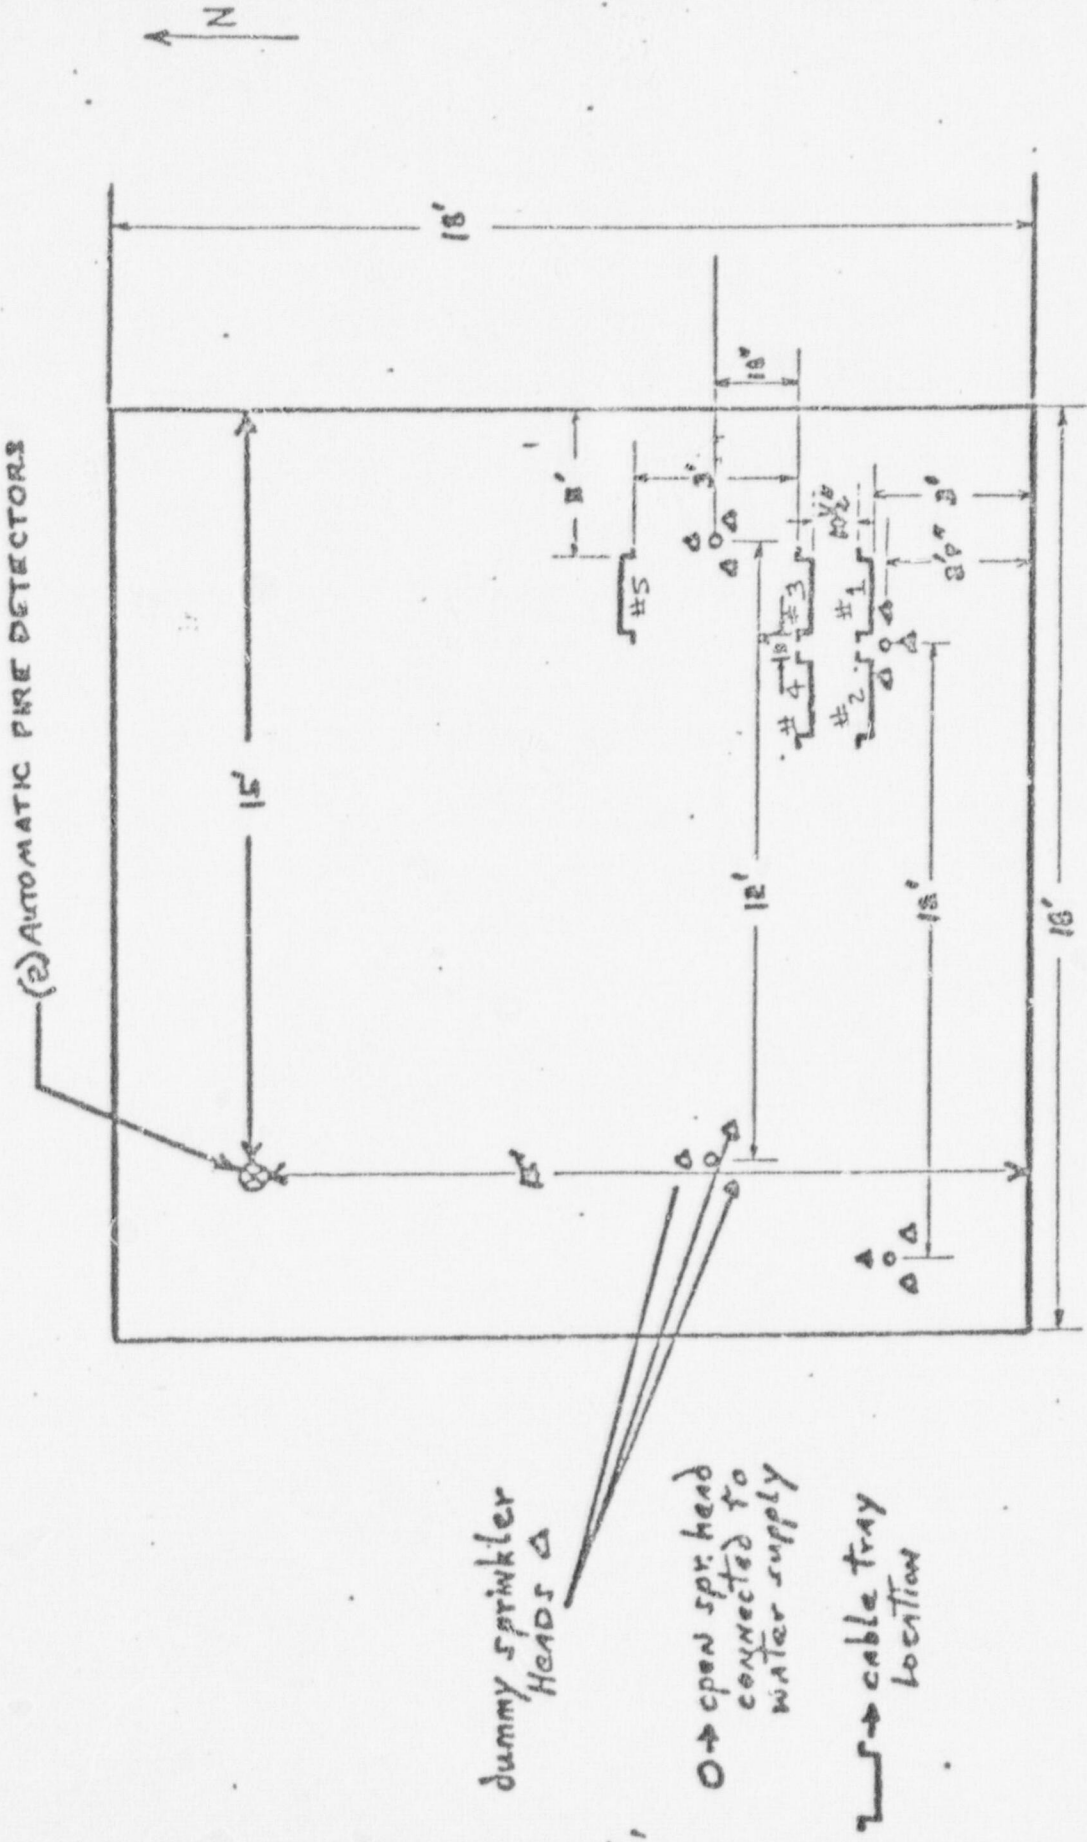 N
(2) AUTOMATIC FIRE DETECTORS
18'
15'
18"
3'
#5
#3
#4
#1
#2
12'
18'
18'
dummy sprinkler
HEADS △
O→ open spr. head
connected to
water supply
→ cable tray
Location